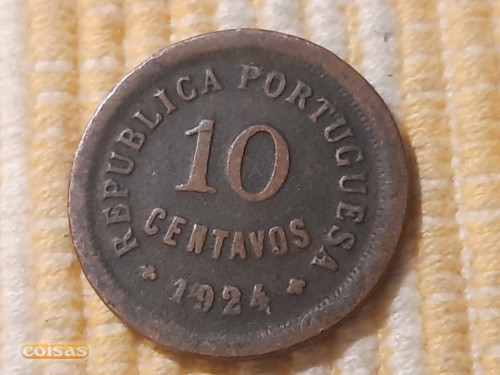 REPUBLICA PORTUGUESA
10
CENTAVOS
* 1924 *
coisas